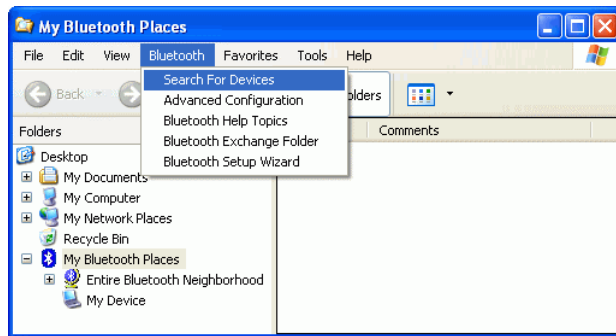 My Bluetooth Places
File Edit View Bluetooth Favorites Tools Help
Back
Search For Devices
Advanced Configuration
Bluetooth Help Topics
Bluetooth Exchange Folder
Bluetooth Setup Wizard
olders
Folders
Comments
Desktop
My Documents
My Computer
My Network Places
Recycle Bin
My Bluetooth Places
Entire Bluetooth Neighborhood
My Device